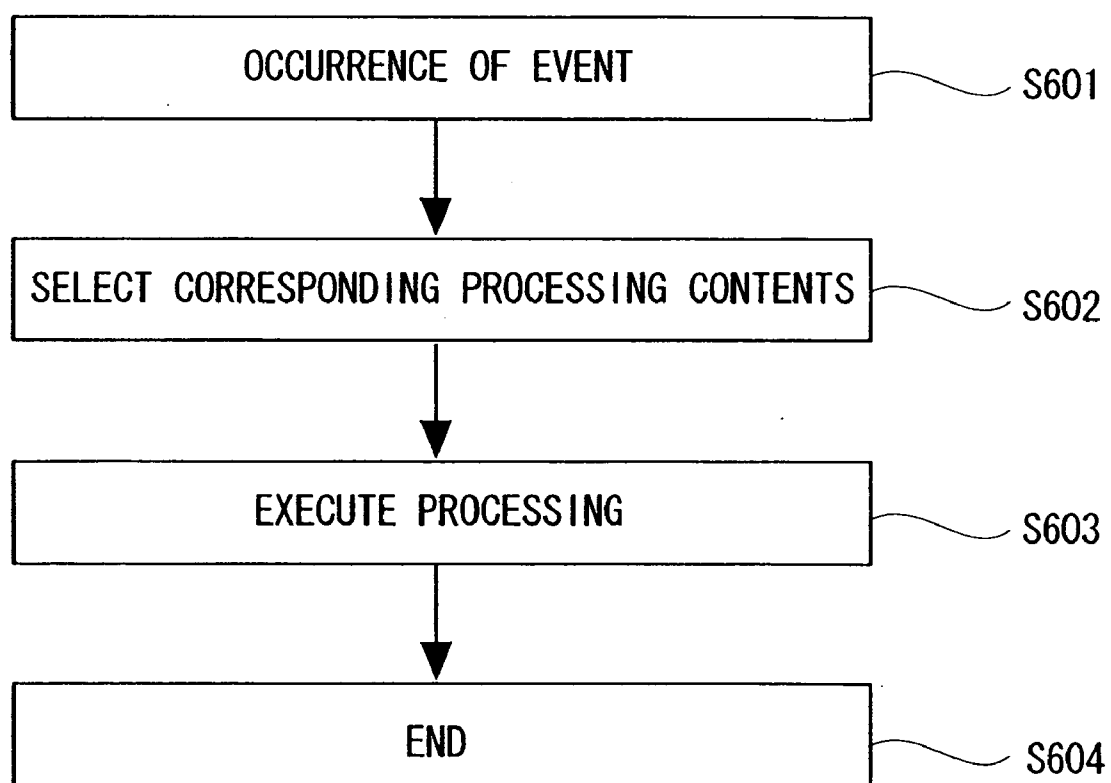 OCCURRENCE OF EVENT
S601
SELECT CORRESPONDING PROCESSING CONTENTS
S602
EXECUTE PROCESSING
S603
END
S604